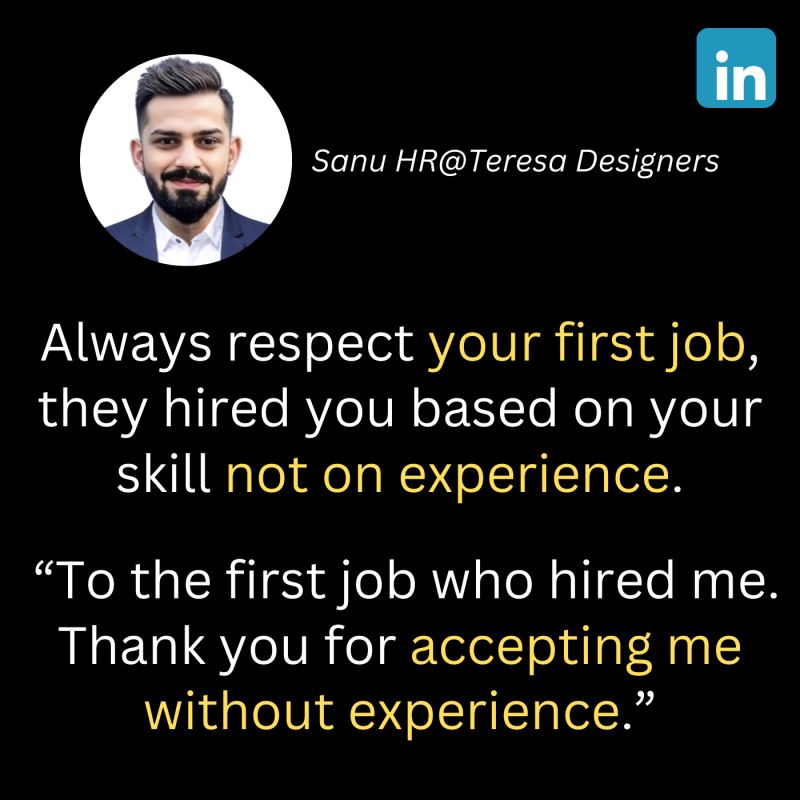 in
Sanu HR@Teresa Designers
Always respect your first job,
they hired you based on your
skill not on experience.
“To the first job who hired me.
Thank you for accepting me
without experience.”